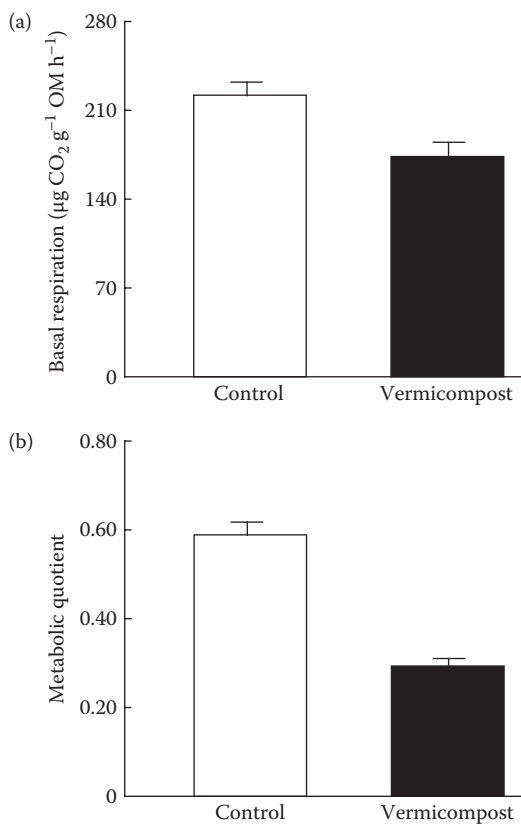 (a)
Basal respiration (µg CO₂ g⁻¹ OM h⁻¹)
280
210
140
70
0
Control Vermicompost
(b)
Metabolic quotient
0.80
0.60
0.40
0.20
0
Control Vermicompost